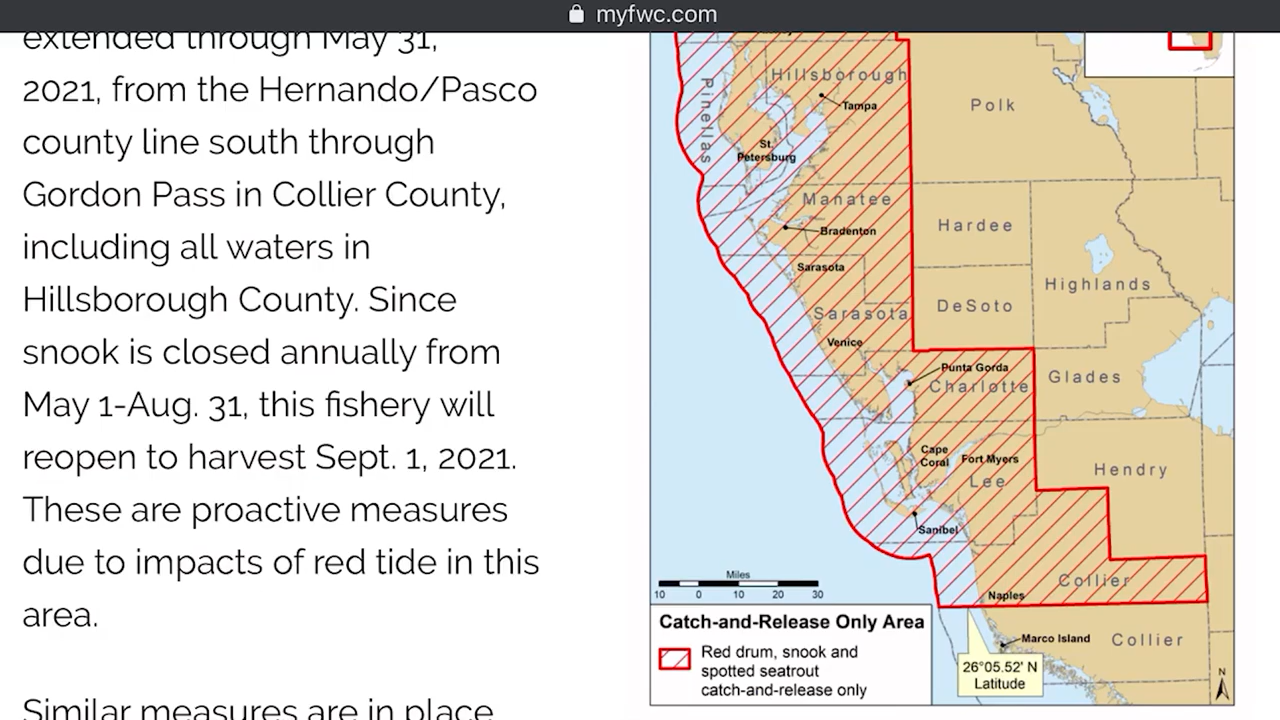 myfwc.com
extended through May 31,
2021, from the Hernando/Pasco
county line south through
Gordon Pass in Collier County,
including all waters in
Hillsborough County. Since
snook is closed annually from
May 1-Aug. 31, this fishery will
reopen to harvest Sept. 1, 2021.
These are proactive measures
due to impacts of red tide in this
area.
Similar measures are in place
Pinellas
Hillsborough
Tampa
St.
Petersburg
Polk
Manatee
Bradenton
Hardee
Sarasota
Sarasota
DeSoto
Highlands
Venice
Punta Gorda
Charlotte
Glades
Cape
Coral
Fort Myers
Lee
Hendry
Sanibel
Collier
Naples
Marco Island
Collier
26°05.52' N
Latitude
N
Miles
10 0 10 20 30
Catch-and-Release Only Area
Red drum, snook and
spotted seatrout
catch-and-release only